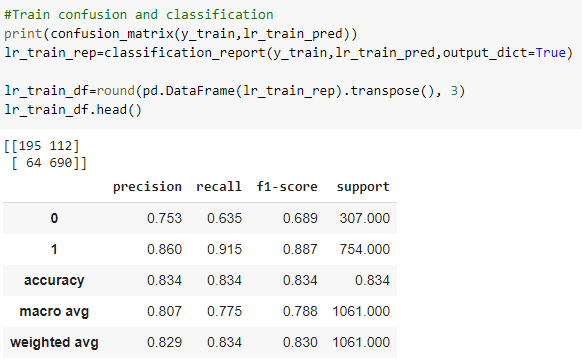 #Train confusion and classification
print(confusion_matrix(y_train,lr_train_pred))
lr_train_rep=classification_report(y_train,lr_train_pred,output_dict=True)
lr_train_df=round(pd.DataFrame(lr_train_rep).transpose(), 3)
lr_train_df.head()
[[195 112]
[ 64 690]]
precision recall f1-score support
0 0.753 0.635 0.689 307.000
1 0.860 0.915 0.887 754.000
accuracy 0.834 0.834 0.834 0.834
macro avg 0.807 0.775 0.788 1061.000
weighted avg 0.829 0.834 0.830 1061.000